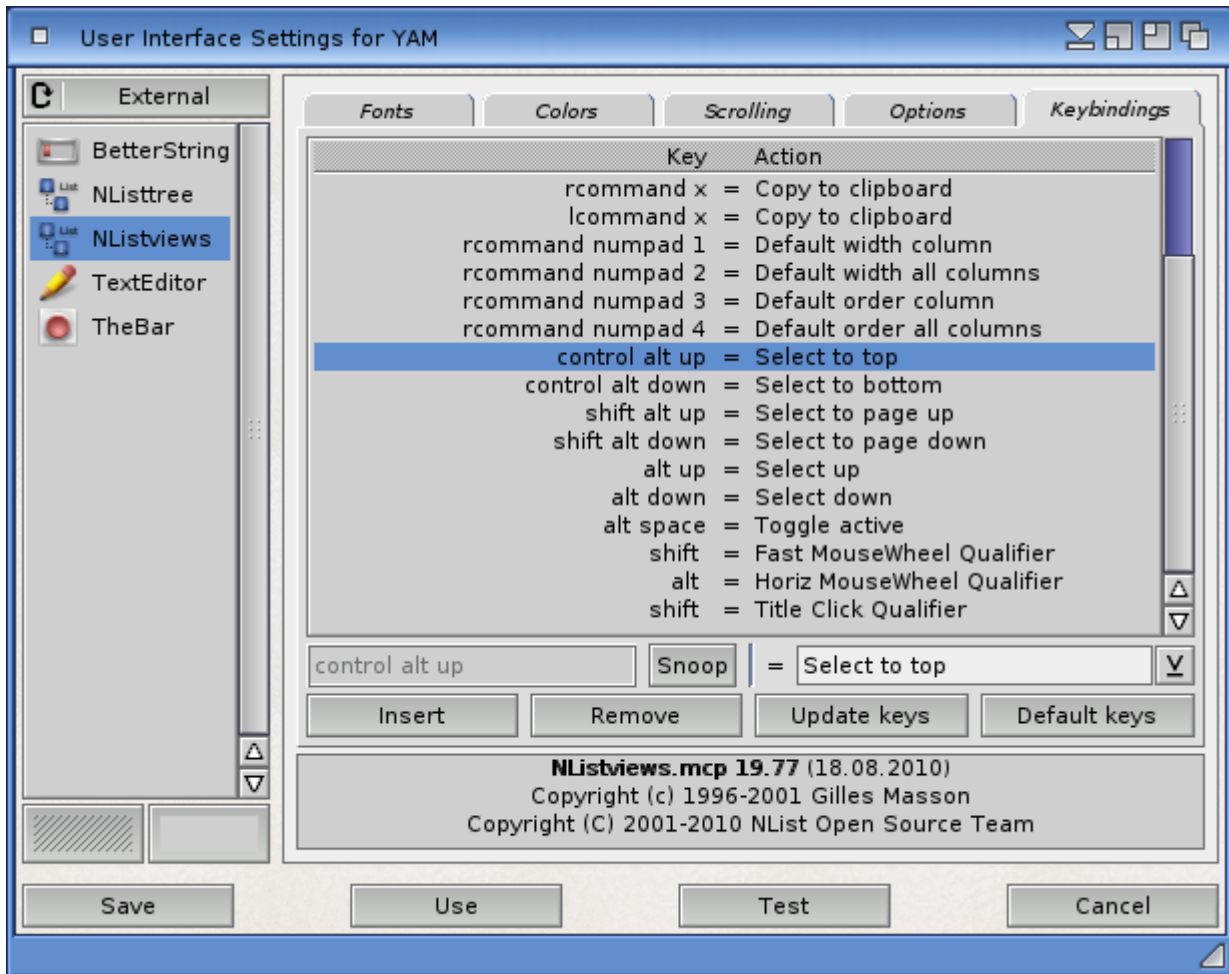 User Interface Settings for YAM
External
BetterString
NListtree
NListviews
TextEditor
TheBar
Fonts Colors Scrolling Options Keybindings
Key Action
rcommand x = Copy to clipboard
lcommand x = Copy to clipboard
rcommand numpad 1 = Default width column
rcommand numpad 2 = Default width all columns
rcommand numpad 3 = Default order column
rcommand numpad 4 = Default order all columns
control alt up = Select to top
control alt down = Select to bottom
shift alt up = Select to page up
shift alt down = Select to page down
alt up = Select up
alt down = Select down
alt space = Toggle active
shift = Fast MouseWheel Qualifier
alt = Horiz MouseWheel Qualifier
shift = Title Click Qualifier
control alt up Snoop = Select to top
Insert Remove Update keys Default keys
NListviews.mcp 19.77 (18.08.2010)
Copyright (c) 1996-2001 Gilles Masson
Copyright (C) 2001-2010 NList Open Source Team
Save Use Test Cancel